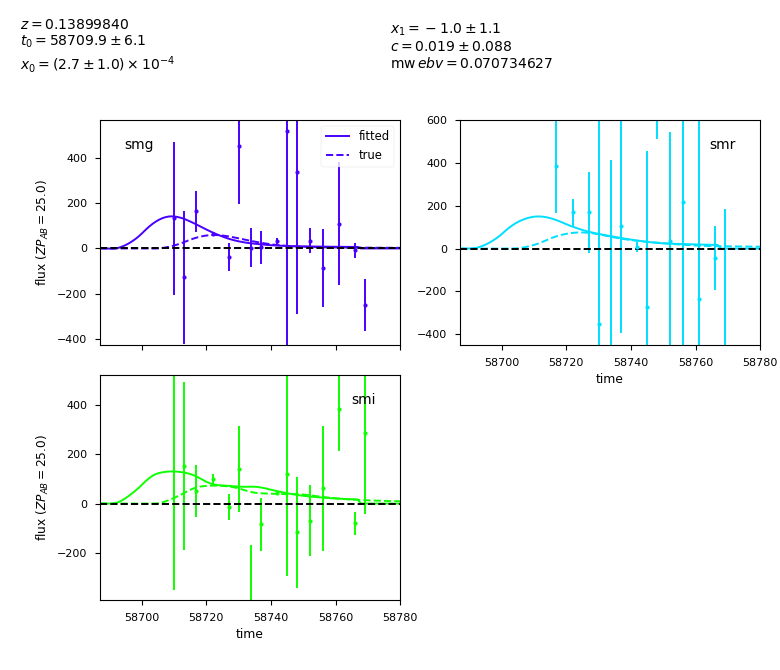 z = 0.13899840
t₀ = 58709.9 ± 6.1
x₀ = (2.7 ± 1.0) × 10⁻⁴
x₁ = −1.0 ± 1.1
c = 0.019 ± 0.088
mw ebv = 0.070734627
smg
fitted
true
400
200
0
−200
−400
flux (ZP_AB = 25.0)
smr
600
400
200
0
−200
−400
58700 58720 58740 58760 58780
time
smi
400
200
0
−200
flux (ZP_AB = 25.0)
58700 58720 58740 58760 58780
time